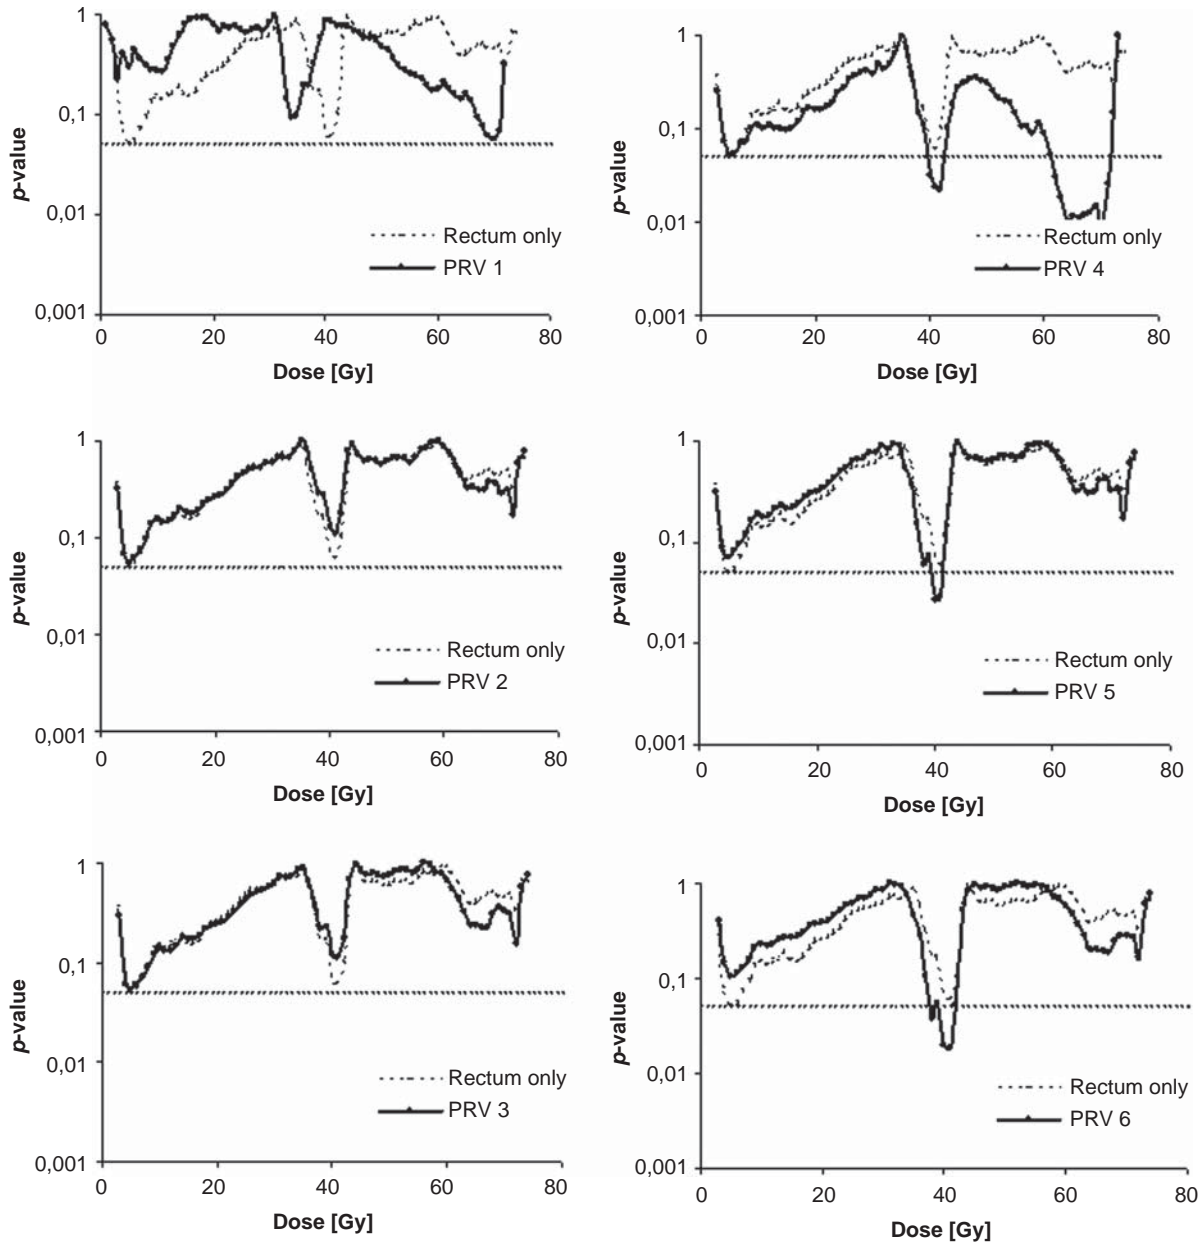 1
0,1
0,01
0,001
p-value
Rectum only
PRV 1
0 20 40 60 80
Dose [Gy]
1
0,1
0,01
0,001
p-value
Rectum only
PRV 4
0 20 40 60 80
Dose [Gy]
1
0,1
0,01
0,001
p-value
Rectum only
PRV 2
0 20 40 60 80
Dose [Gy]
1
0,1
0,01
0,001
p-value
Rectum only
PRV 5
0 20 40 60 80
Dose [Gy]
1
0,1
0,01
0,001
p-value
Rectum only
PRV 3
0 20 40 60 80
Dose [Gy]
1
0,1
0,01
0,001
p-value
Rectum only
PRV 6
0 20 40 60 80
Dose [Gy]